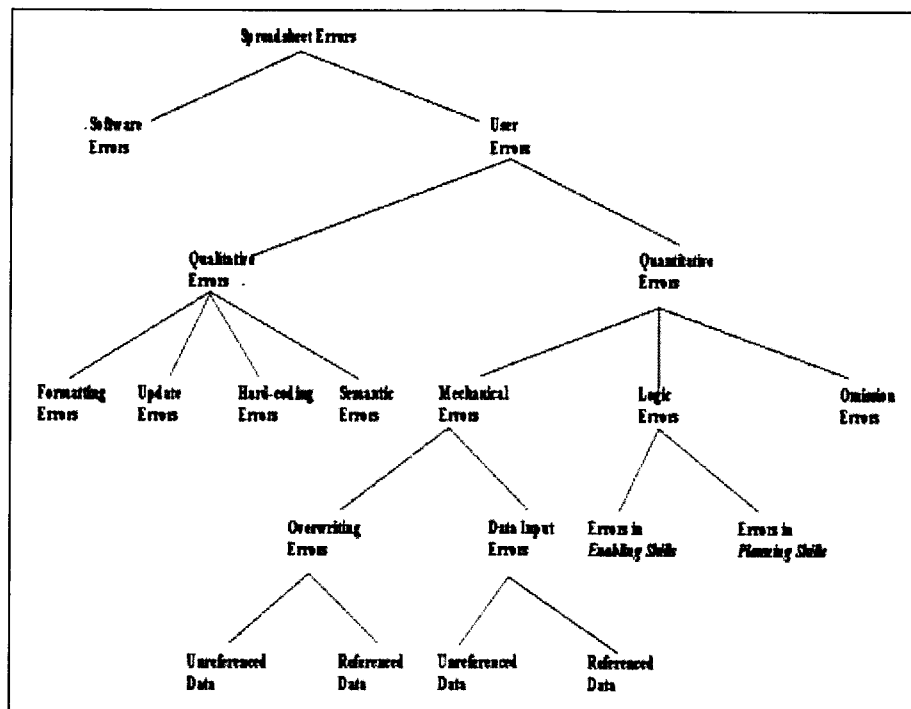 Spreadsheet Errors
Software
Errors
User
Errors
Qualitative
Errors
Quantitative
Errors
Formatting
Errors
Update
Errors
Hard-coding
Errors
Semantic
Errors
Mechanical
Errors
Logic
Errors
Omission
Errors
Overwriting
Errors
Data Input
Errors
Errors in
Enabling Skills
Errors in
Planning Skills
Unreferenced
Data
Referenced
Data
Unreferenced
Data
Referenced
Data